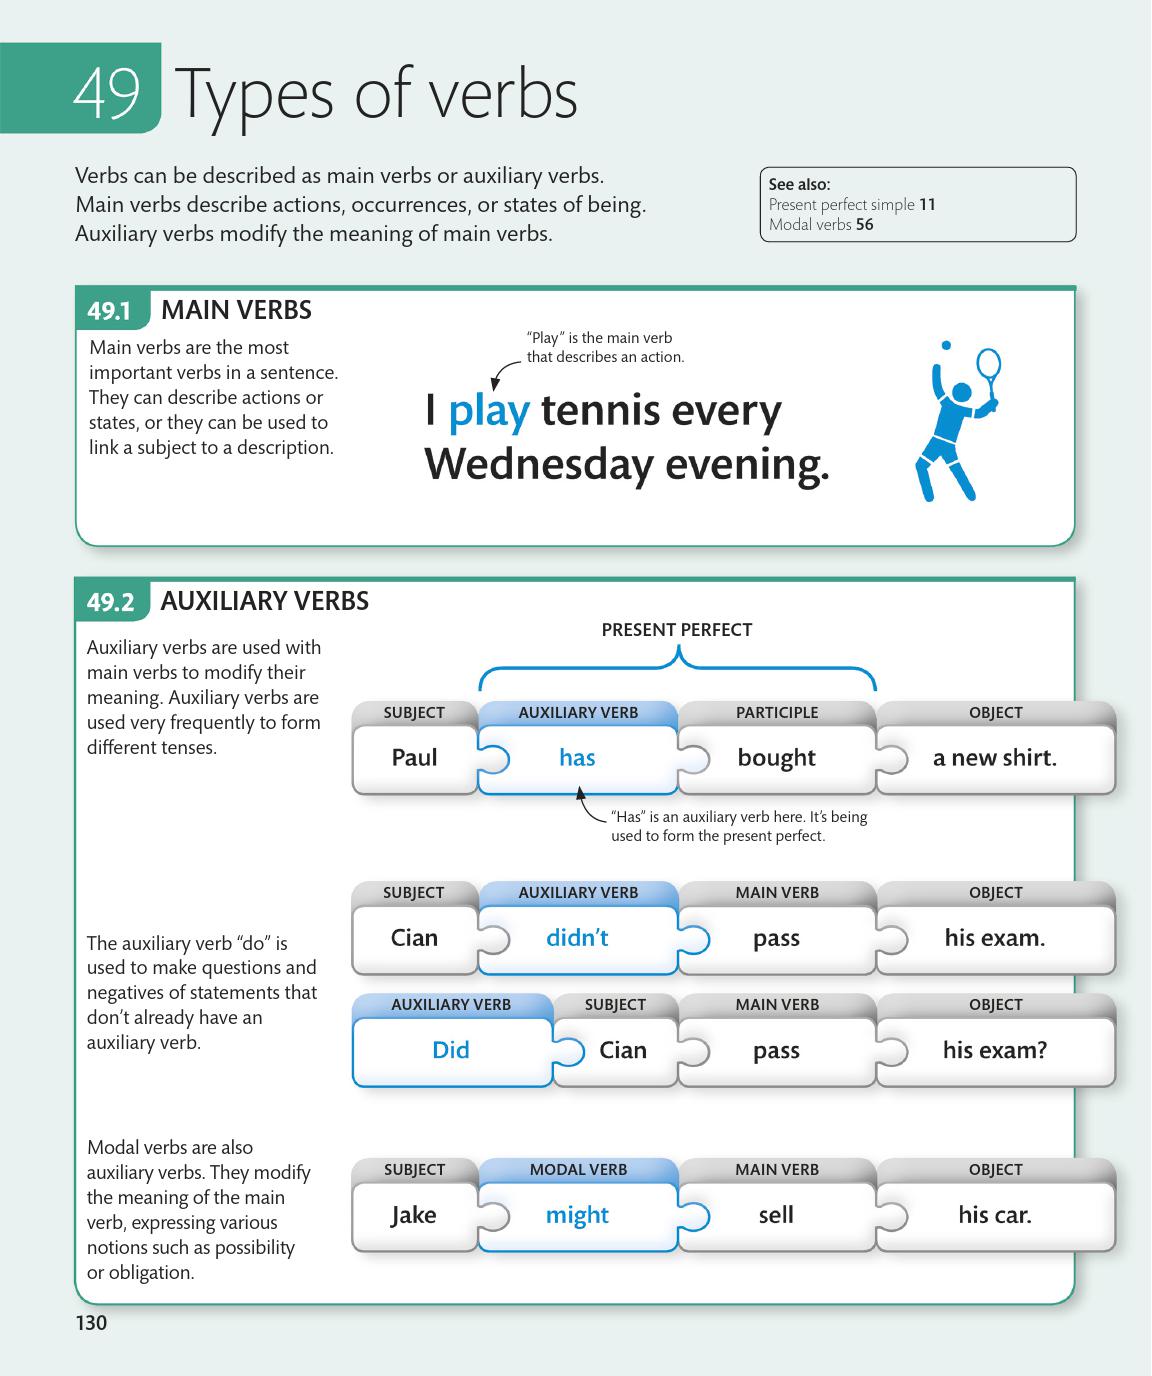 49 Types of verbs
Verbs can be described as main verbs or auxiliary verbs.
Main verbs describe actions, occurrences, or states of being.
Auxiliary verbs modify the meaning of main verbs.
See also:
Present perfect simple 11
Modal verbs 56
49.1 MAIN VERBS
Main verbs are the most
important verbs in a sentence.
They can describe actions or
states, or they can be used to
link a subject to a description.
“Play” is the main verb
that describes an action.
I play tennis every
Wednesday evening.
49.2 AUXILIARY VERBS
Auxiliary verbs are used with
main verbs to modify their
meaning. Auxiliary verbs are
used very frequently to form
different tenses.
PRESENT PERFECT
SUBJECT AUXILIARY VERB PARTICIPLE OBJECT
Paul has bought a new shirt.
“Has” is an auxiliary verb here. It’s being
used to form the present perfect.
The auxiliary verb “do” is
used to make questions and
negatives of statements that
don’t already have an
auxiliary verb.
SUBJECT AUXILIARY VERB MAIN VERB OBJECT
Cian didn’t pass his exam.
AUXILIARY VERB SUBJECT MAIN VERB OBJECT
Did Cian pass his exam?
Modal verbs are also
auxiliary verbs. They modify
the meaning of the main
verb, expressing various
notions such as possibility
or obligation.
SUBJECT MODAL VERB MAIN VERB OBJECT
Jake might sell his car.
130